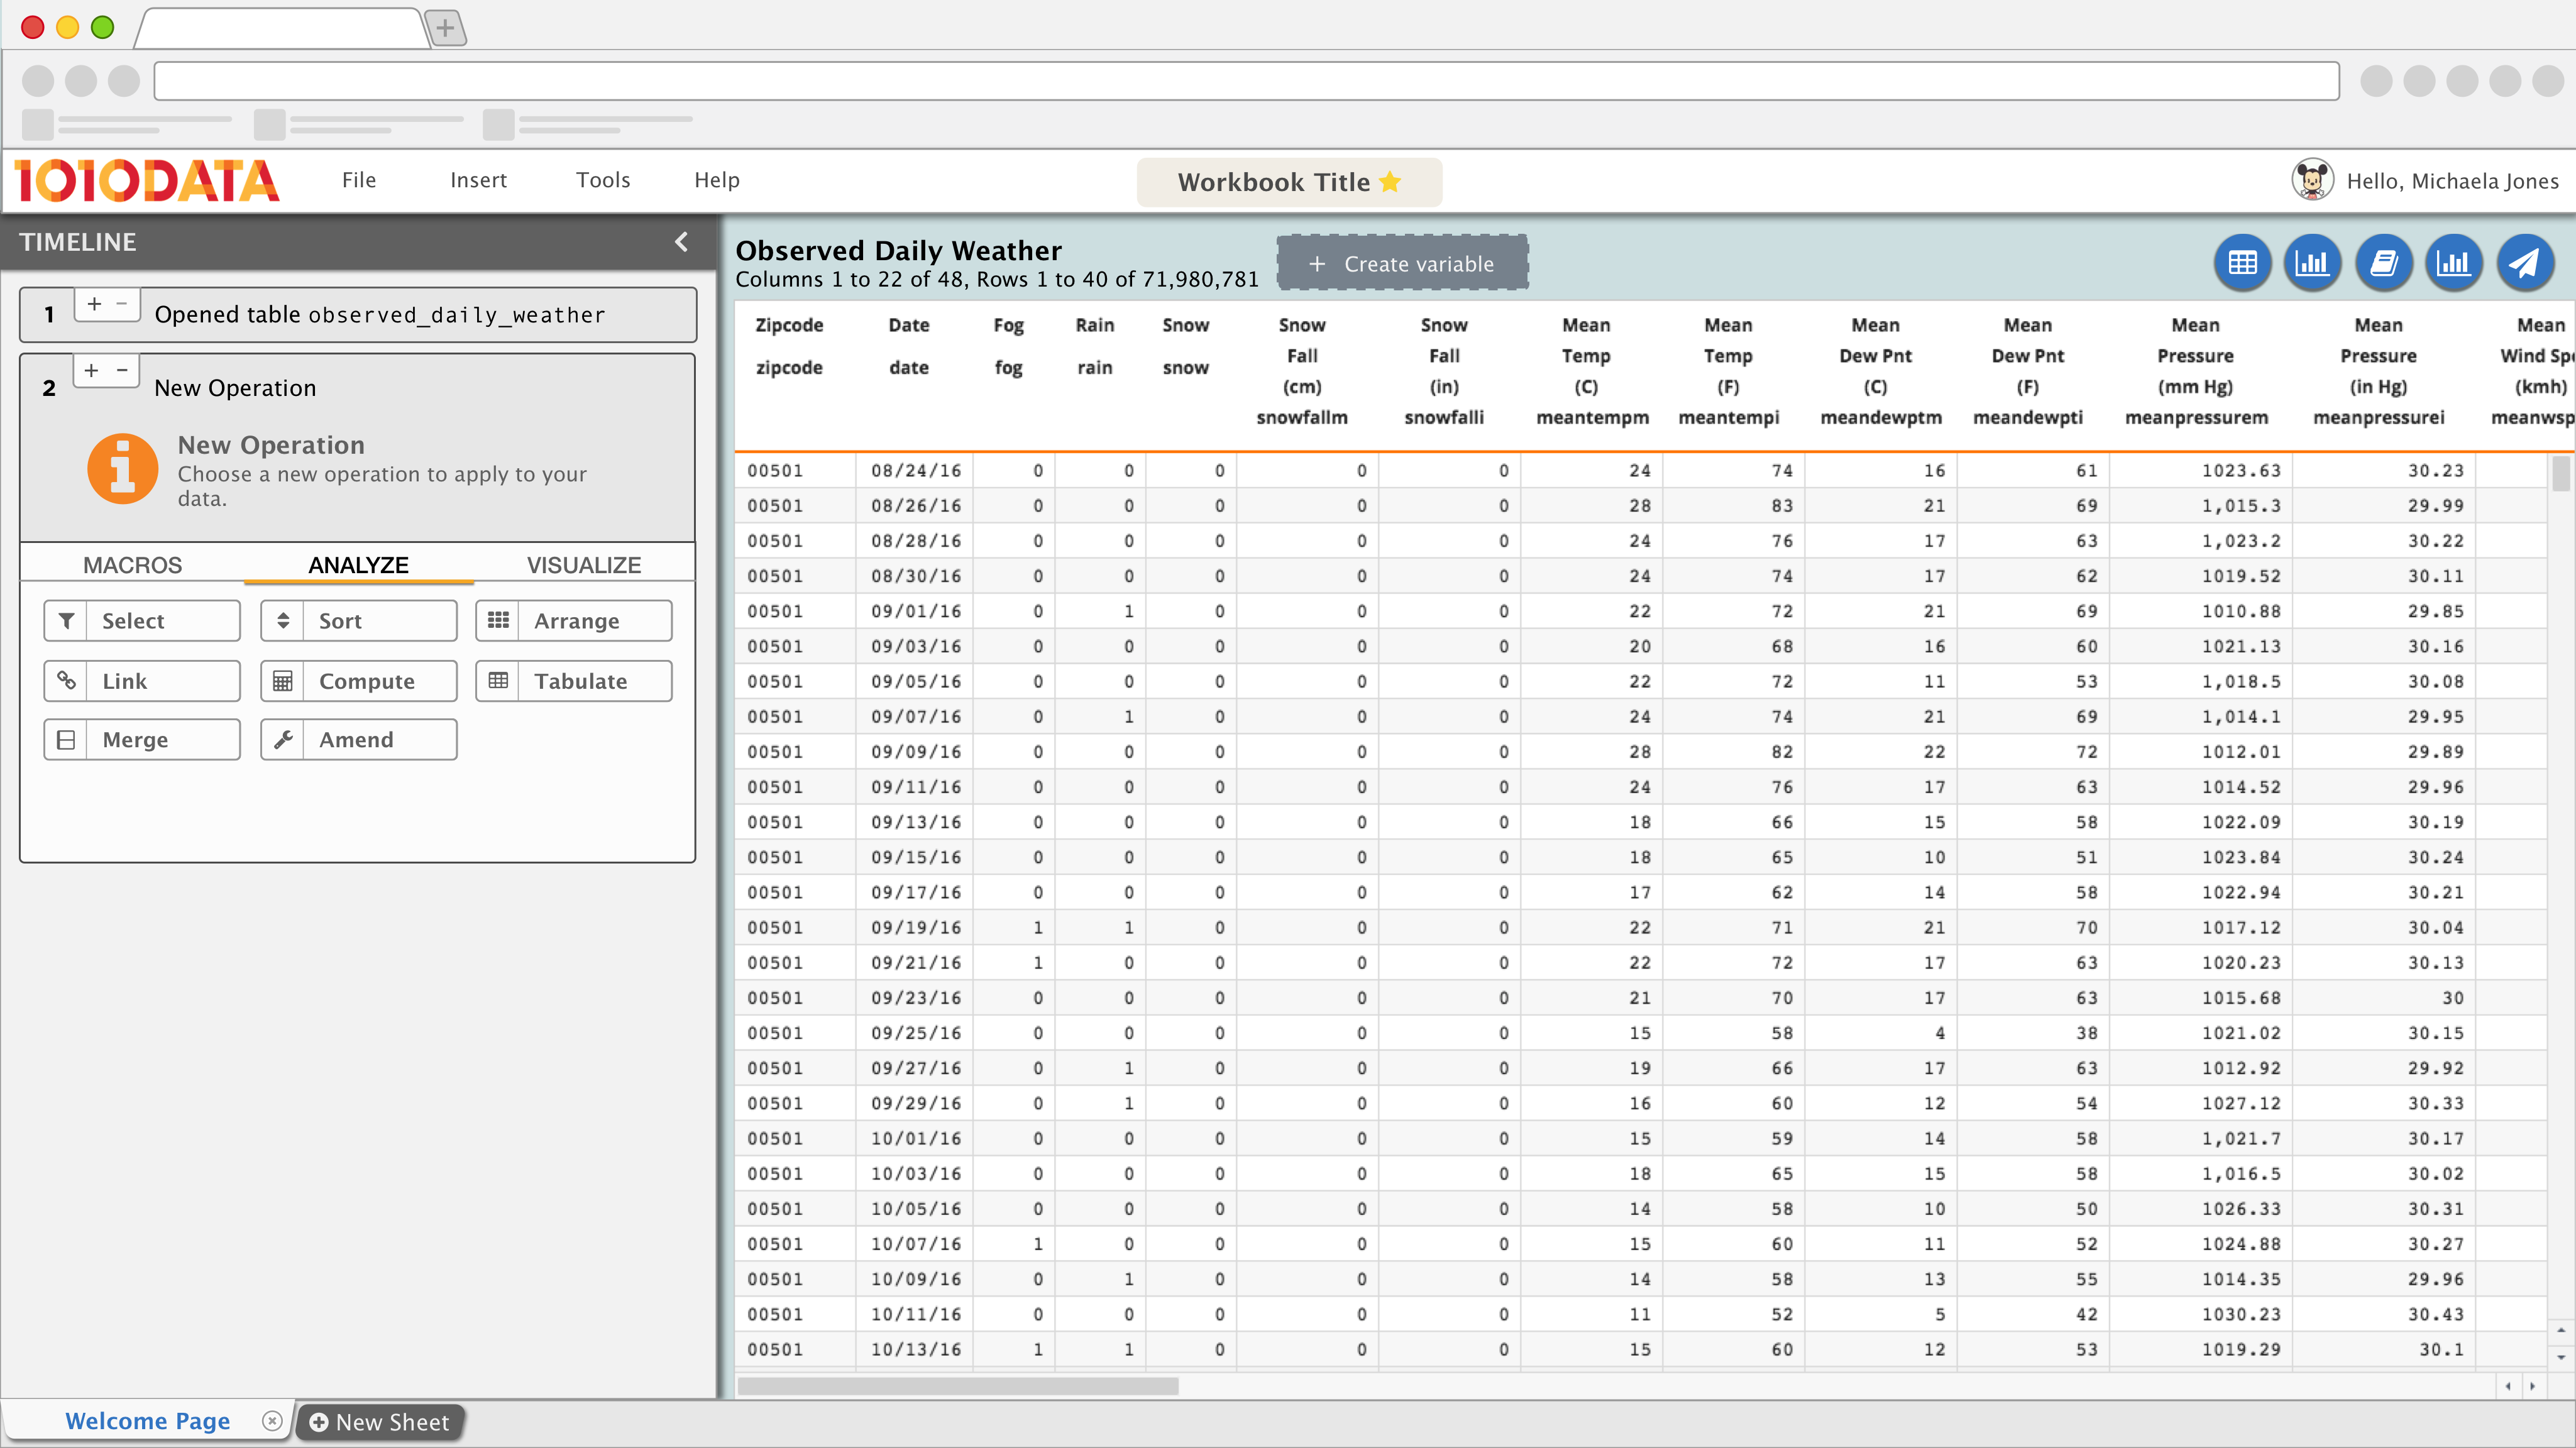 1010DATA File Insert Tools Help Workbook Title Hello, Michaela Jones
TIMELINE
1 + − Opened table observed_daily_weather
2 + − New Operation
New Operation
Choose a new operation to apply to your
data.
MACROS ANALYZE VISUALIZE
Select Sort Arrange
Link Compute Tabulate
Merge Amend
Observed Daily Weather
Columns 1 to 22 of 48, Rows 1 to 40 of 71,980,781
+ Create variable
Zipcode Date Fog Rain Snow Snow Snow Mean Mean Mean Mean Mean Mean Mean
Fall Fall Temp Temp Dew Pnt Dew Pnt Pressure Pressure Wind Spe
zipcode date fog rain snow
(cm) (in) (C) (F) (C) (F) (mm Hg) (in Hg) (kmh)
snowfallm snowfalli meantempm meantempi meandewptm meandewpti meanpressurem meanpressurei meanwsp
00501 08/24/16 0 0 0 0 0 24 74 16 61 1023.63 30.23
00501 08/26/16 0 0 0 0 0 28 83 21 69 1,015.3 29.99
00501 08/28/16 0 0 0 0 0 24 76 17 63 1,023.2 30.22
00501 08/30/16 0 0 0 0 0 24 74 17 62 1019.52 30.11
00501 09/01/16 0 1 0 0 0 22 72 21 69 1010.88 29.85
00501 09/03/16 0 0 0 0 0 20 68 16 60 1021.13 30.16
00501 09/05/16 0 0 0 0 0 22 72 11 53 1,018.5 30.08
00501 09/07/16 0 1 0 0 0 24 74 21 69 1,014.1 29.95
00501 09/09/16 0 0 0 0 0 28 82 22 72 1012.01 29.89
00501 09/11/16 0 0 0 0 0 24 76 17 63 1014.52 29.96
00501 09/13/16 0 0 0 0 0 18 66 15 58 1022.09 30.19
00501 09/15/16 0 0 0 0 0 18 65 10 51 1023.84 30.24
00501 09/17/16 0 0 0 0 0 17 62 14 58 1022.94 30.21
00501 09/19/16 1 1 0 0 0 22 71 21 70 1017.12 30.04
00501 09/21/16 1 0 0 0 0 22 72 17 63 1020.23 30.13
00501 09/23/16 0 0 0 0 0 21 70 17 63 1015.68 30
00501 09/25/16 0 0 0 0 0 15 58 4 38 1021.02 30.15
00501 09/27/16 0 1 0 0 0 19 66 17 63 1012.92 29.92
00501 09/29/16 0 1 0 0 0 16 60 12 54 1027.12 30.33
00501 10/01/16 0 0 0 0 0 15 59 14 58 1,021.7 30.17
00501 10/03/16 0 0 0 0 0 18 65 15 58 1,016.5 30.02
00501 10/05/16 0 0 0 0 0 14 58 10 50 1026.33 30.31
00501 10/07/16 1 0 0 0 0 15 60 11 52 1024.88 30.27
00501 10/09/16 0 1 0 0 0 14 58 13 55 1014.35 29.96
00501 10/11/16 0 0 0 0 0 11 52 5 42 1030.23 30.43
00501 10/13/16 1 1 0 0 0 15 60 12 53 1019.29 30.1
Welcome Page New Sheet